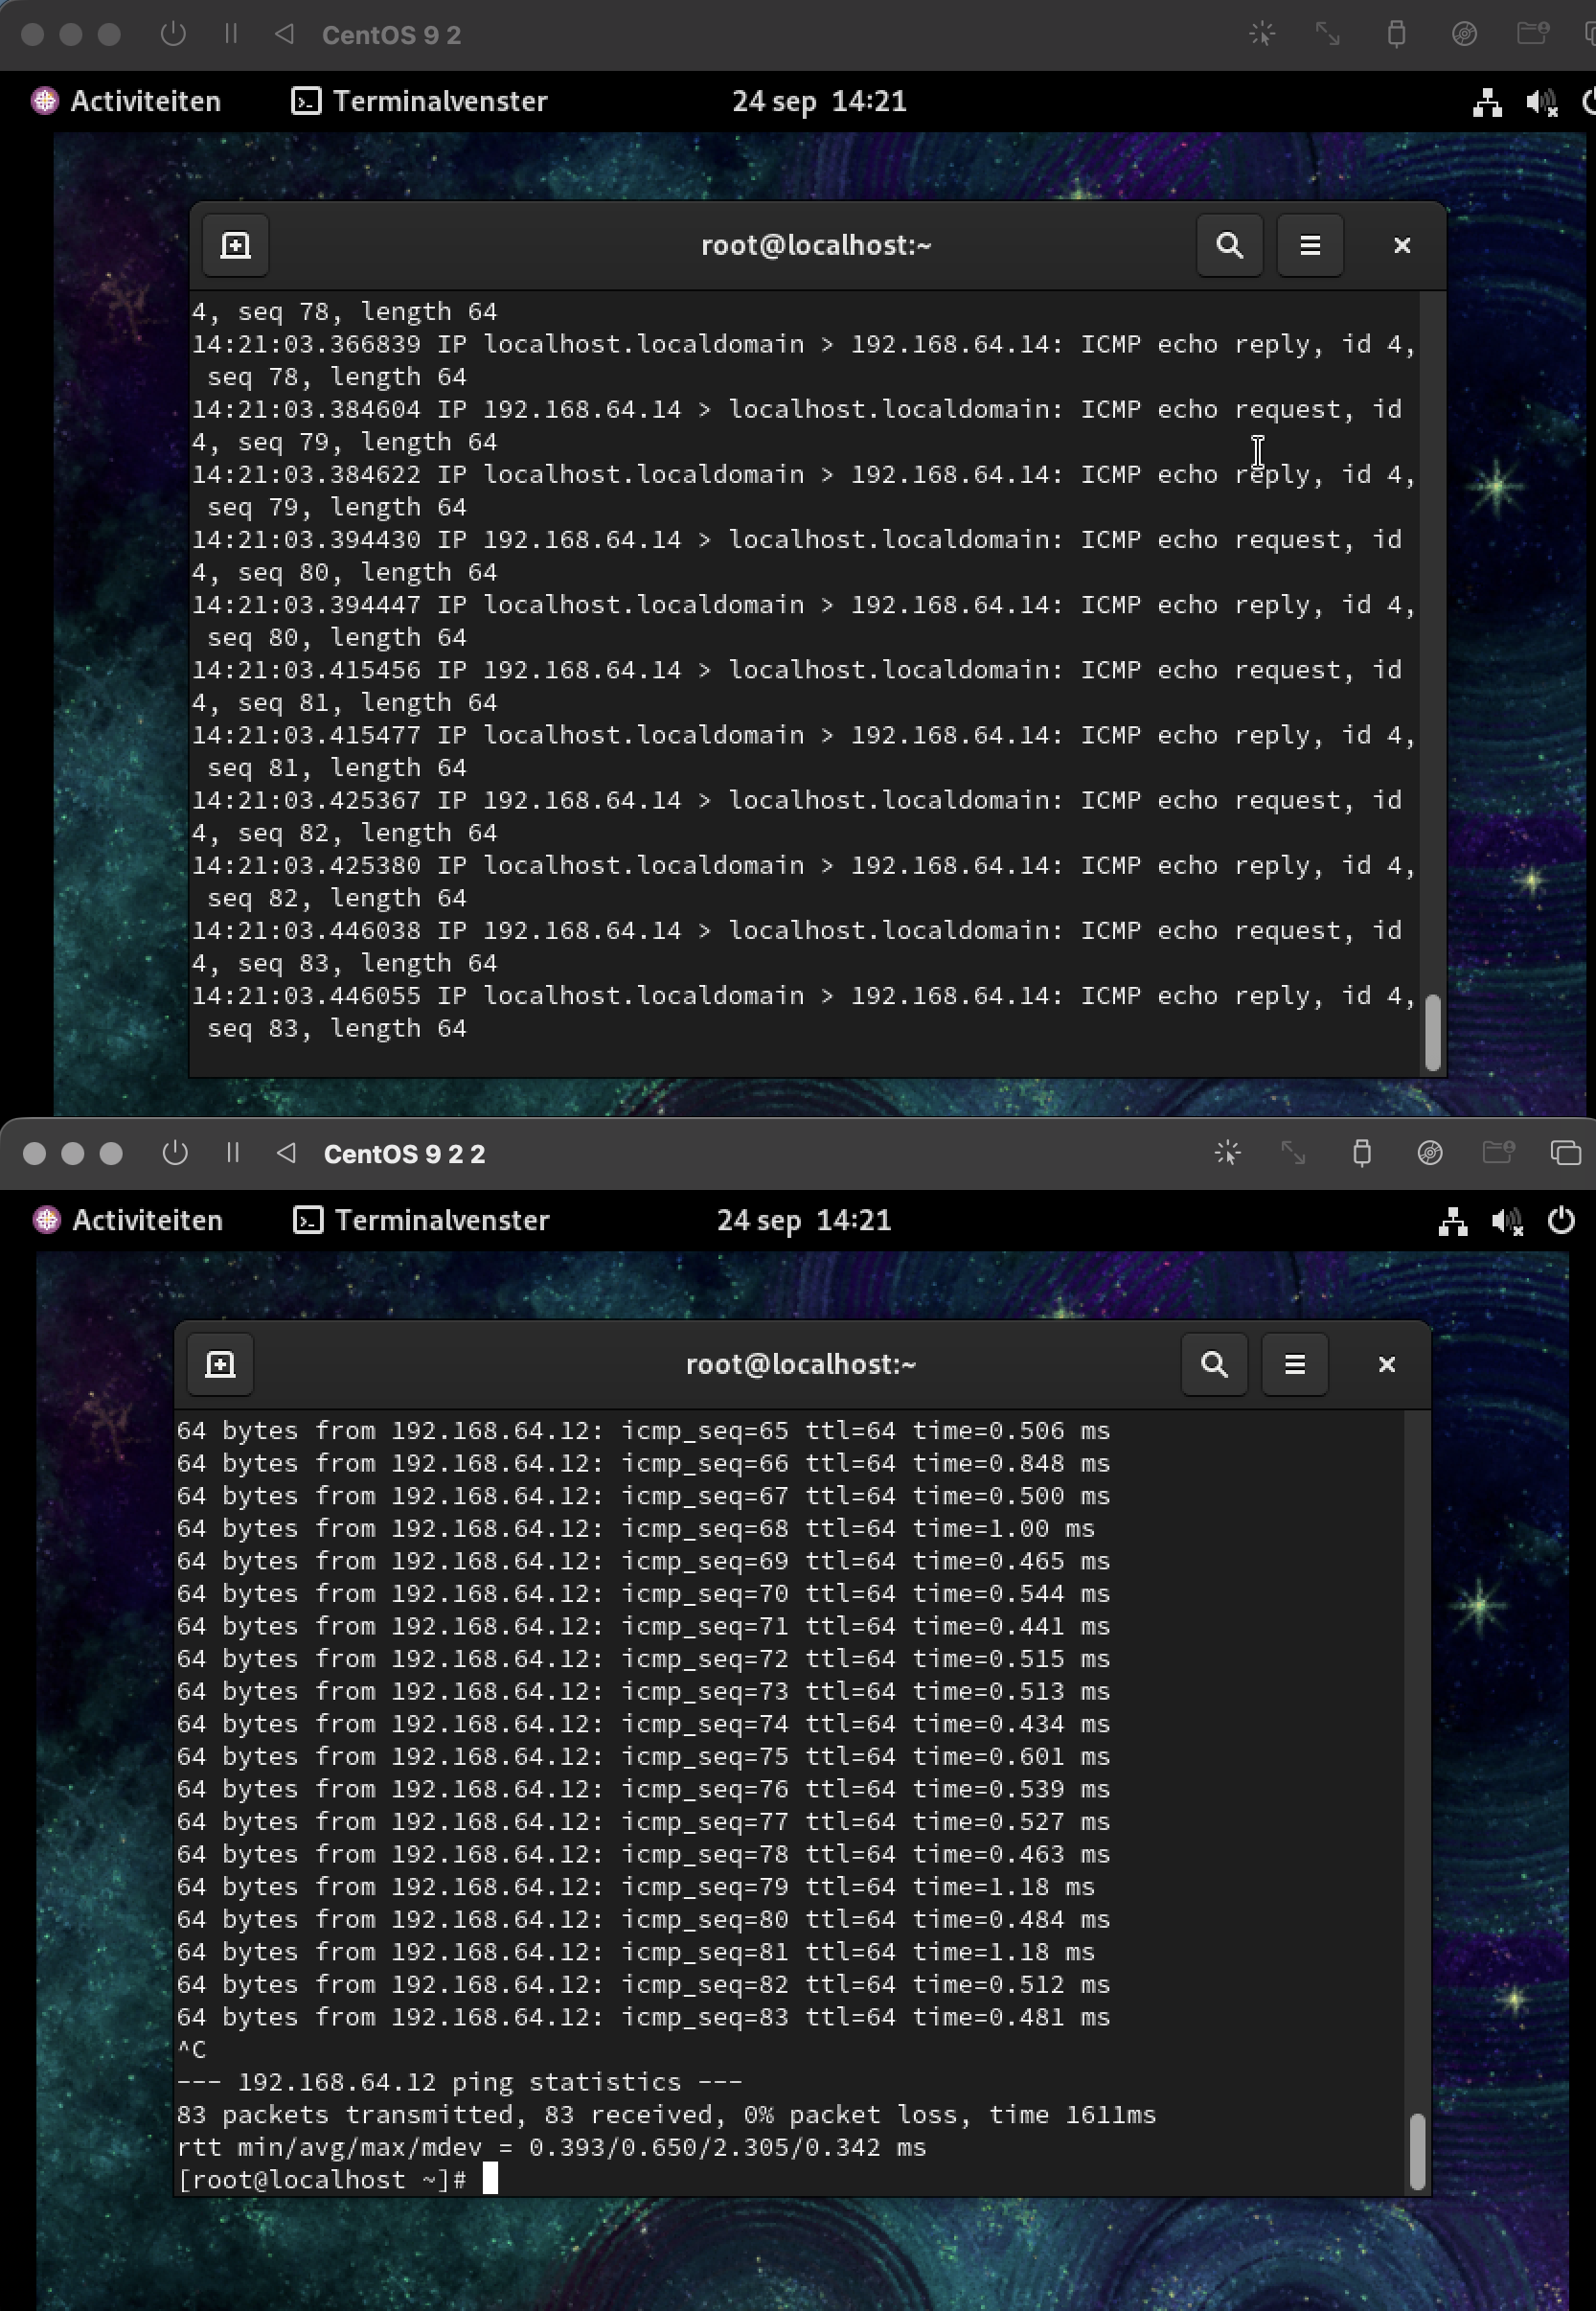 CentOS 9 2
Activiteiten Terminalvenster 24 sep 14:21
root@localhost:~
4, seq 78, length 64
14:21:03.366839 IP localhost.localdomain > 192.168.64.14: ICMP echo reply, id 4,
 seq 78, length 64
14:21:03.384604 IP 192.168.64.14 > localhost.localdomain: ICMP echo request, id
4, seq 79, length 64
14:21:03.384622 IP localhost.localdomain > 192.168.64.14: ICMP echo reply, id 4,
 seq 79, length 64
14:21:03.394430 IP 192.168.64.14 > localhost.localdomain: ICMP echo request, id
4, seq 80, length 64
14:21:03.394447 IP localhost.localdomain > 192.168.64.14: ICMP echo reply, id 4,
 seq 80, length 64
14:21:03.415456 IP 192.168.64.14 > localhost.localdomain: ICMP echo request, id
4, seq 81, length 64
14:21:03.415477 IP localhost.localdomain > 192.168.64.14: ICMP echo reply, id 4,
 seq 81, length 64
14:21:03.425367 IP 192.168.64.14 > localhost.localdomain: ICMP echo request, id
4, seq 82, length 64
14:21:03.425380 IP localhost.localdomain > 192.168.64.14: ICMP echo reply, id 4,
 seq 82, length 64
14:21:03.446038 IP 192.168.64.14 > localhost.localdomain: ICMP echo request, id
4, seq 83, length 64
14:21:03.446055 IP localhost.localdomain > 192.168.64.14: ICMP echo reply, id 4,
 seq 83, length 64
CentOS 9 2 2
Activiteiten Terminalvenster 24 sep 14:21
root@localhost:~
64 bytes from 192.168.64.12: icmp_seq=65 ttl=64 time=0.506 ms
64 bytes from 192.168.64.12: icmp_seq=66 ttl=64 time=0.848 ms
64 bytes from 192.168.64.12: icmp_seq=67 ttl=64 time=0.500 ms
64 bytes from 192.168.64.12: icmp_seq=68 ttl=64 time=1.00 ms
64 bytes from 192.168.64.12: icmp_seq=69 ttl=64 time=0.465 ms
64 bytes from 192.168.64.12: icmp_seq=70 ttl=64 time=0.544 ms
64 bytes from 192.168.64.12: icmp_seq=71 ttl=64 time=0.441 ms
64 bytes from 192.168.64.12: icmp_seq=72 ttl=64 time=0.515 ms
64 bytes from 192.168.64.12: icmp_seq=73 ttl=64 time=0.513 ms
64 bytes from 192.168.64.12: icmp_seq=74 ttl=64 time=0.434 ms
64 bytes from 192.168.64.12: icmp_seq=75 ttl=64 time=0.601 ms
64 bytes from 192.168.64.12: icmp_seq=76 ttl=64 time=0.539 ms
64 bytes from 192.168.64.12: icmp_seq=77 ttl=64 time=0.527 ms
64 bytes from 192.168.64.12: icmp_seq=78 ttl=64 time=0.463 ms
64 bytes from 192.168.64.12: icmp_seq=79 ttl=64 time=1.18 ms
64 bytes from 192.168.64.12: icmp_seq=80 ttl=64 time=0.484 ms
64 bytes from 192.168.64.12: icmp_seq=81 ttl=64 time=1.18 ms
64 bytes from 192.168.64.12: icmp_seq=82 ttl=64 time=0.512 ms
64 bytes from 192.168.64.12: icmp_seq=83 ttl=64 time=0.481 ms
^C
--- 192.168.64.12 ping statistics ---
83 packets transmitted, 83 received, 0% packet loss, time 1611ms
rtt min/avg/max/mdev = 0.393/0.650/2.305/0.342 ms
[root@localhost ~]#